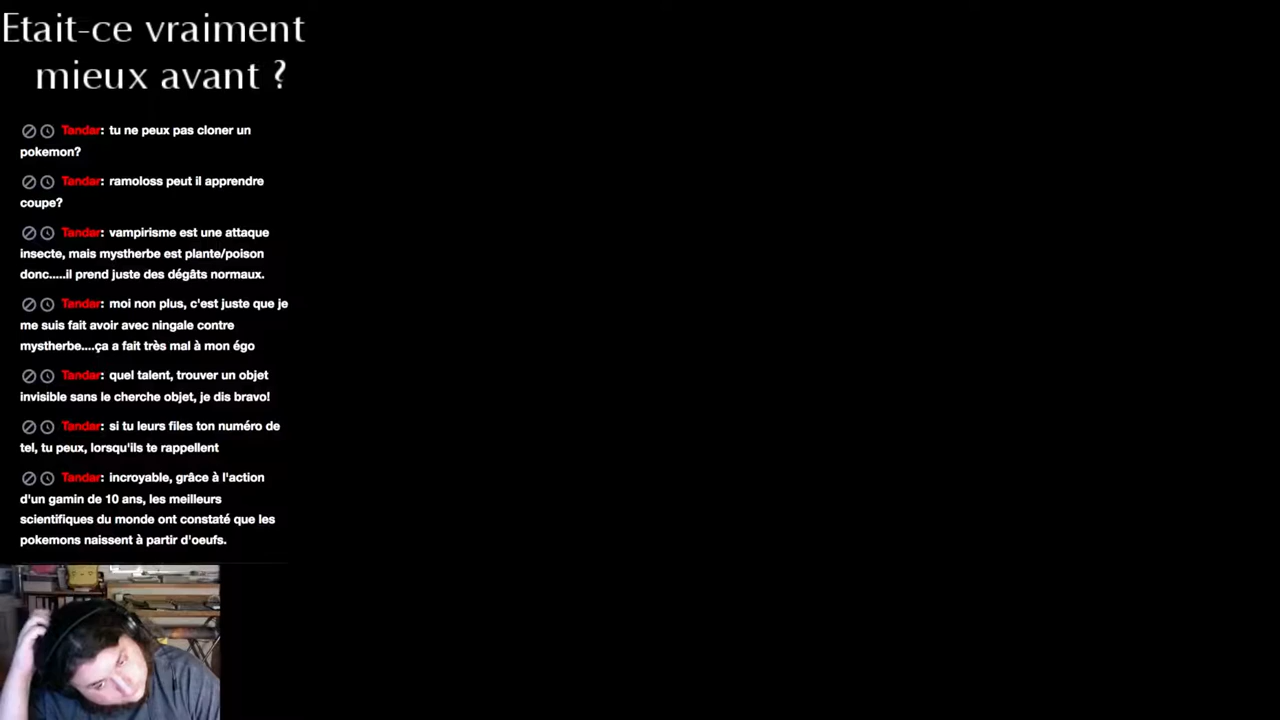 Etait-ce vraiment
mieux avant ?
Tandar: tu ne peux pas cloner un
pokemon?
Tandar: ramoloss peut il apprendre
coupe?
Tandar: vampirisme est une attaque
insecte, mais mystherbe est plante/poison
donc.....il prend juste des dégâts normaux.
Tandar: moi non plus, c'est juste que je
me suis fait avoir avec ningale contre
mystherbe....ça a fait très mal à mon égo
Tandar: quel talent, trouver un objet
invisible sans le cherche objet, je dis bravo!
Tandar: si tu leurs files ton numéro de
tel, tu peux, lorsqu'ils te rappellent
Tandar: incroyable, grâce à l'action
d'un gamin de 10 ans, les meilleurs
scientifiques du monde ont constaté que les
pokemons naissent à partir d'oeufs.